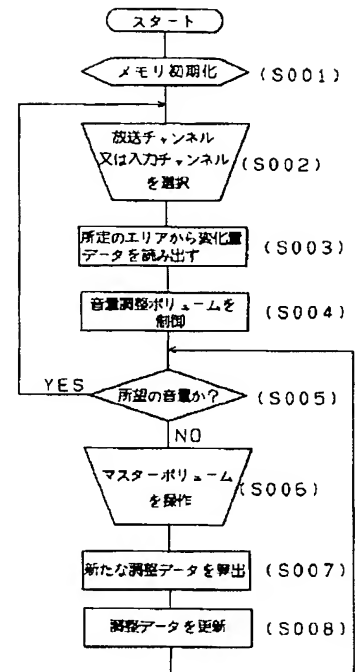 スタート
メモリ初期化 (S001)
放送チャンネル
又は入力チャンネル
を選択
(S002)
所定のエリアから変化量
データを読み出す
(S003)
音量調整ボリュームを
制御
(S004)
YES
所望の音量か?
(S005)
NO
マスターボリューム
を操作
(S006)
新たな調整データを算出
(S007)
調整データを更新
(S008)